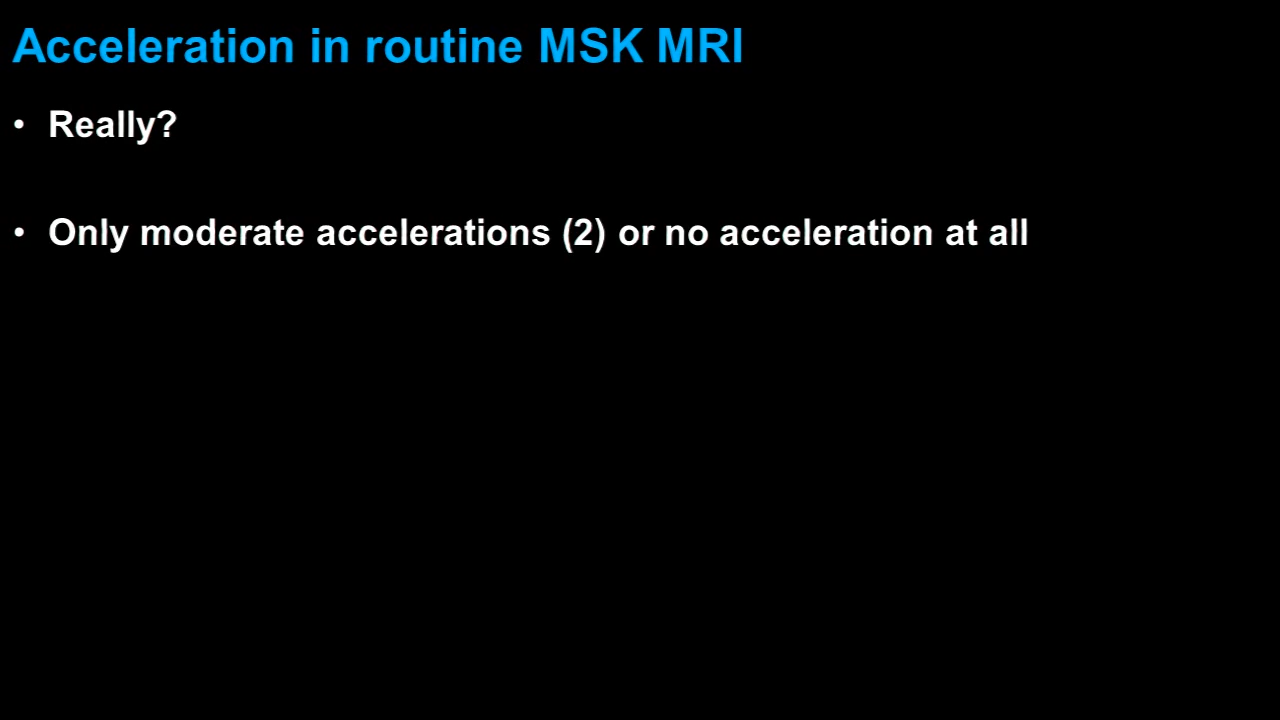 Acceleration in routine MSK MRI
• Really?
• Only moderate accelerations (2) or no acceleration at all